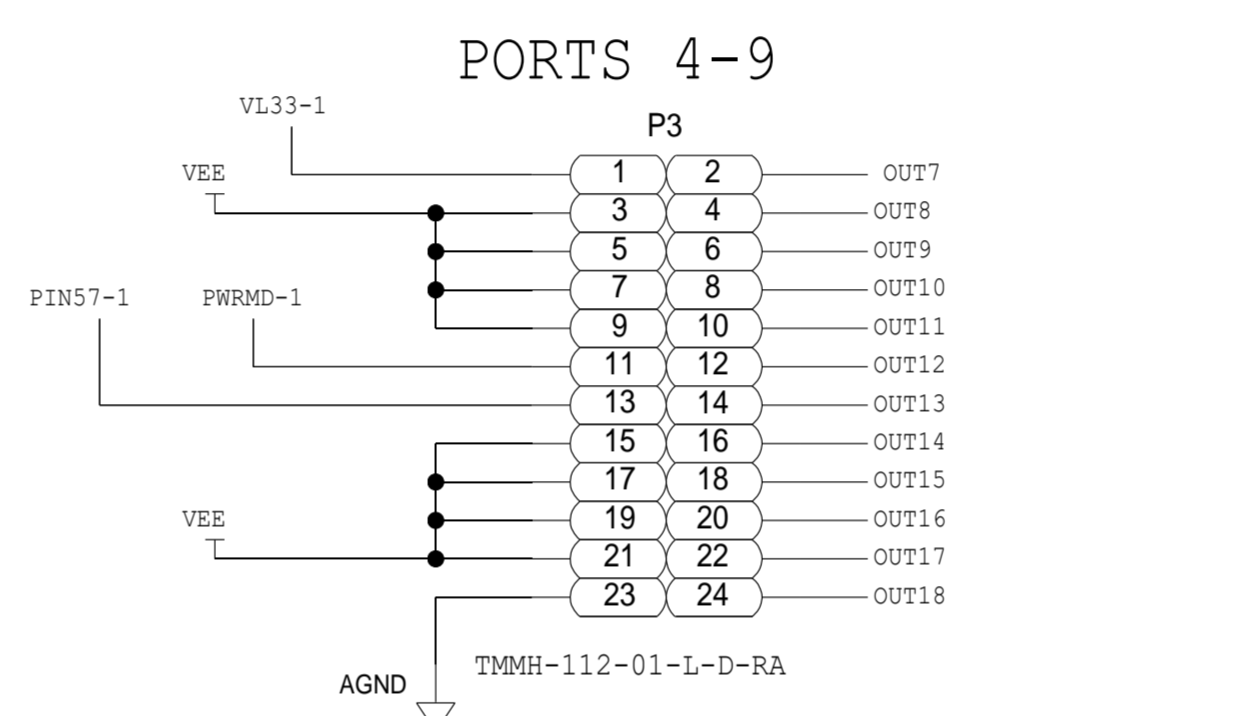 PORTS 4-9
VL33-1
P3
VEE
1 2 OUT7
3 4 OUT8
5 6 OUT9
PIN57-1 PWRMD-1
7 8 OUT10
9 10 OUT11
11 12 OUT12
13 14 OUT13
15 16 OUT14
17 18 OUT15
VEE
19 20 OUT16
21 22 OUT17
23 24 OUT18
TMMH-112-01-L-D-RA
AGND